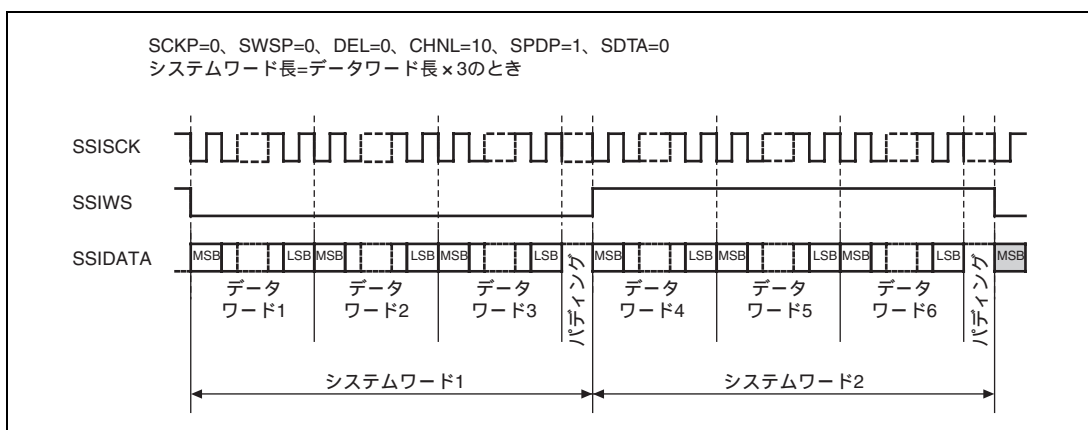 SCKP=0、SWSP=0、DEL=0、CHNL=10、SPDP=1、SDTA=0
システムワード長=データワード長×3のとき
SSISCK
SSIWS
SSIDATA
MSB LSB MSB LSB MSB LSB MSB LSB MSB LSB MSB LSB MSB
データ
ワード1
データ
ワード2
データ
ワード3
パディング
データ
ワード4
データ
ワード5
データ
ワード6
パディング
システムワード1
システムワード2